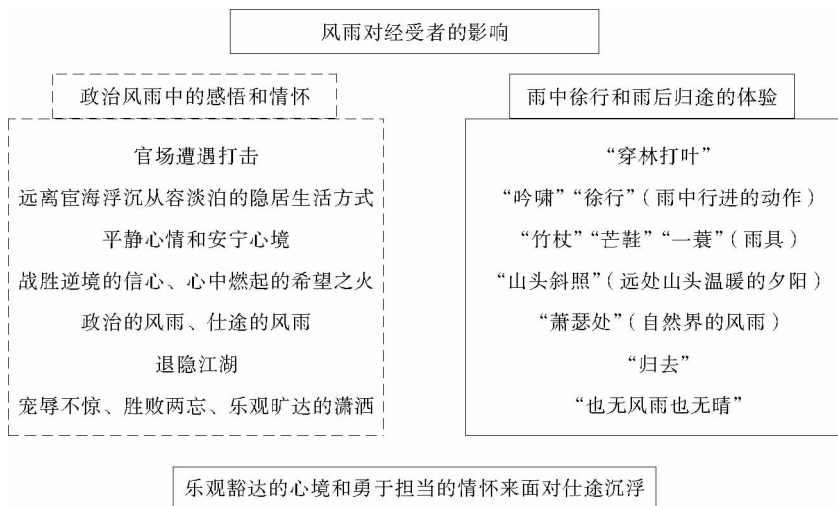 风雨对经受者的影响
政治风雨中的感悟和情怀
官场遭遇打击
远离宦海浮沉从容淡泊的隐居生活方式
平静心情和安宁心境
战胜逆境的信心、心中燃起的希望之火
政治的风雨、仕途的风雨
退隐江湖
宠辱不惊、胜败两忘、乐观旷达的潇洒
雨中徐行和雨后归途的体验
“穿林打叶”
“吟啸”“徐行”（雨中行进的动作）
“竹杖”“芒鞋”“一蓑”（雨具）
“山头斜照”（远处山头温暖的夕阳）
“萧瑟处”（自然界的风雨）
“归去”
“也无风雨也无晴”
乐观豁达的心境和勇于担当的情怀来面对仕途沉浮